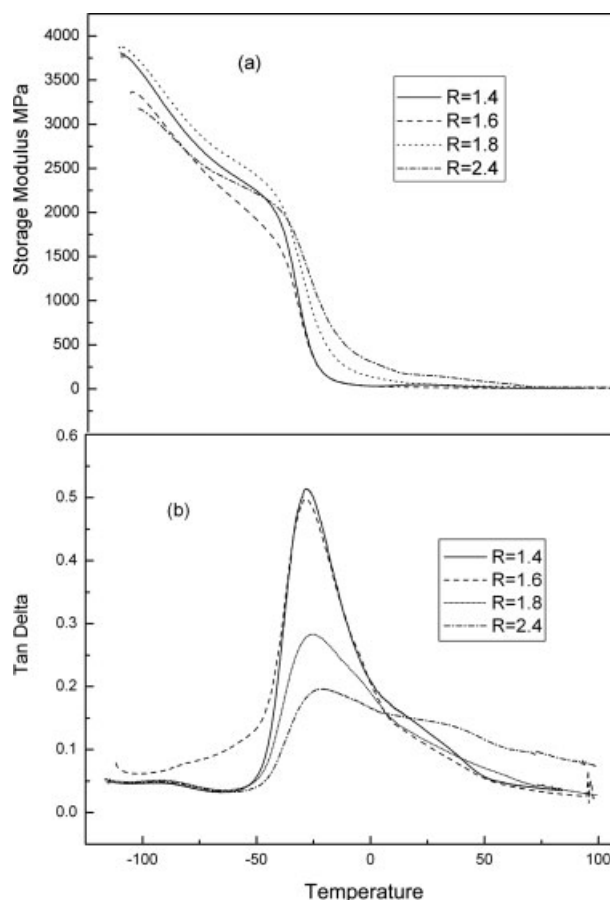 (a)
R=1.4
R=1.6
R=1.8
R=2.4
Storage Modulus MPa
4000
3500
3000
2500
2000
1500
1000
500
0
(b)
R=1.4
R=1.6
R=1.8
R=2.4
Tan Delta
0.6
0.5
0.4
0.3
0.2
0.1
0.0
-100 -50 0 50 100
Temperature